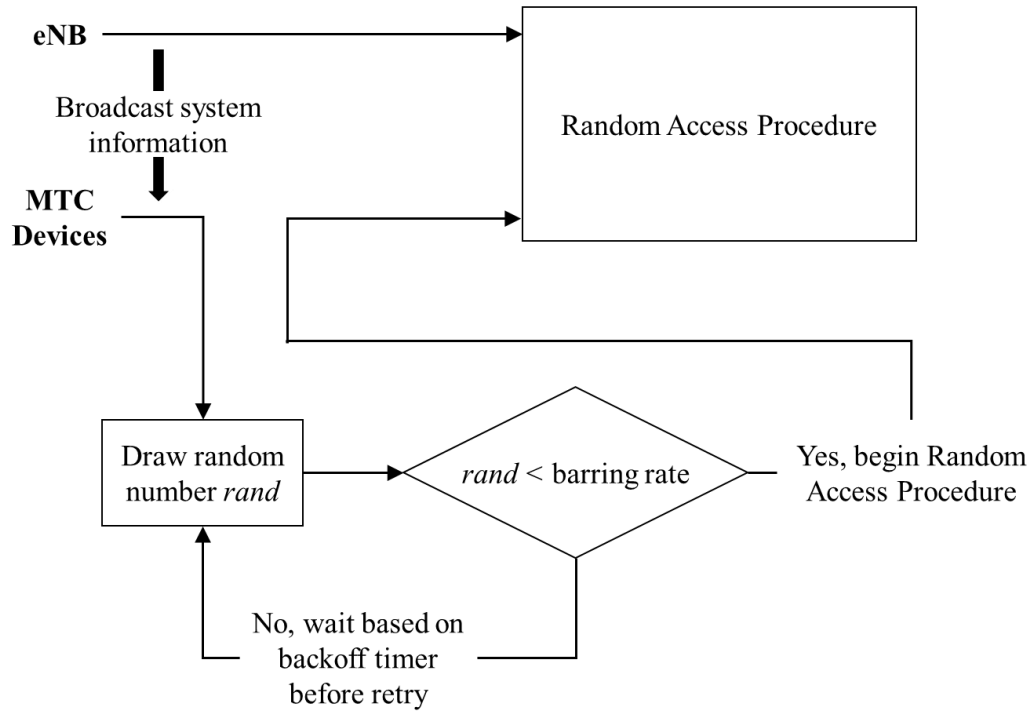 eNB
Broadcast system
information
MTC
Devices
Random Access Procedure
Draw random
number rand
rand < barring rate
Yes, begin Random
Access Procedure
No, wait based on
backoff timer
before retry